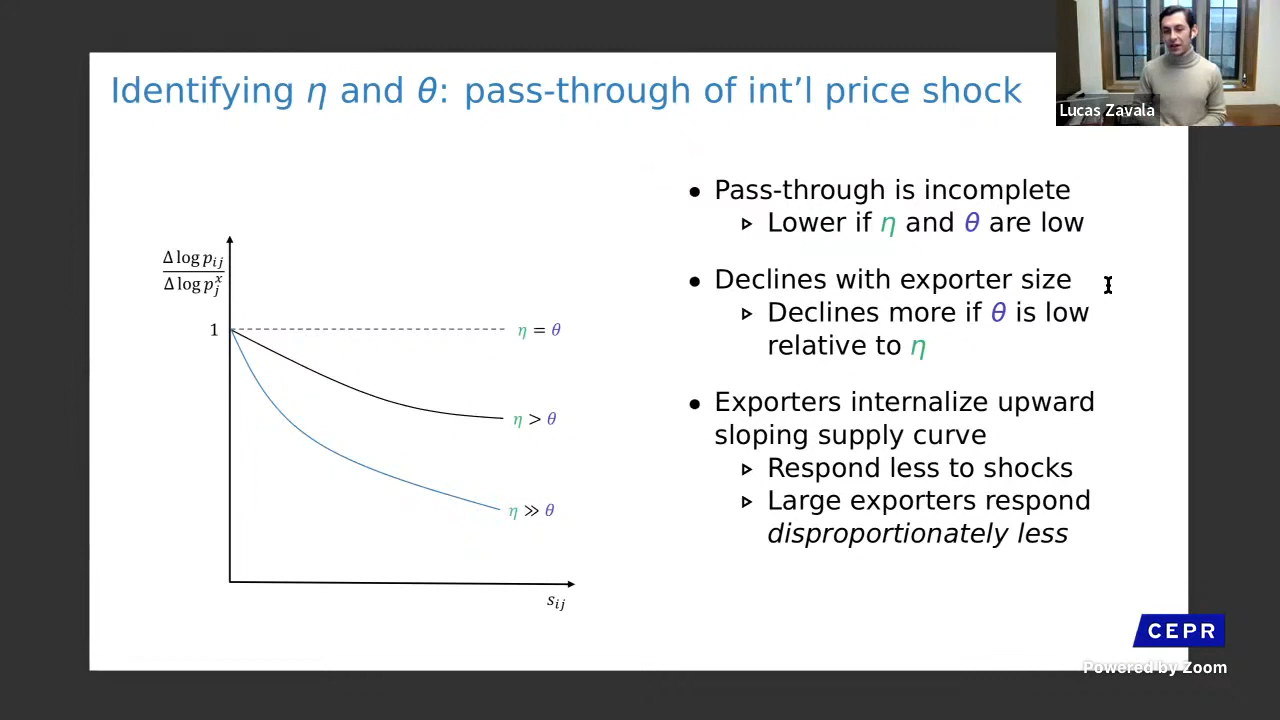 Identifying η and θ: pass-through of int'l price shock
Lucas Zavala
Δ log p_ij
Δ log p_j^x
1
η = θ
η > θ
η ≫ θ
s_ij
• Pass-through is incomplete
▹ Lower if η and θ are low
• Declines with exporter size
▹ Declines more if θ is low
relative to η
• Exporters internalize upward
sloping supply curve
▹ Respond less to shocks
▹ Large exporters respond
disproportionately less
CEPR
Powered by Zoom